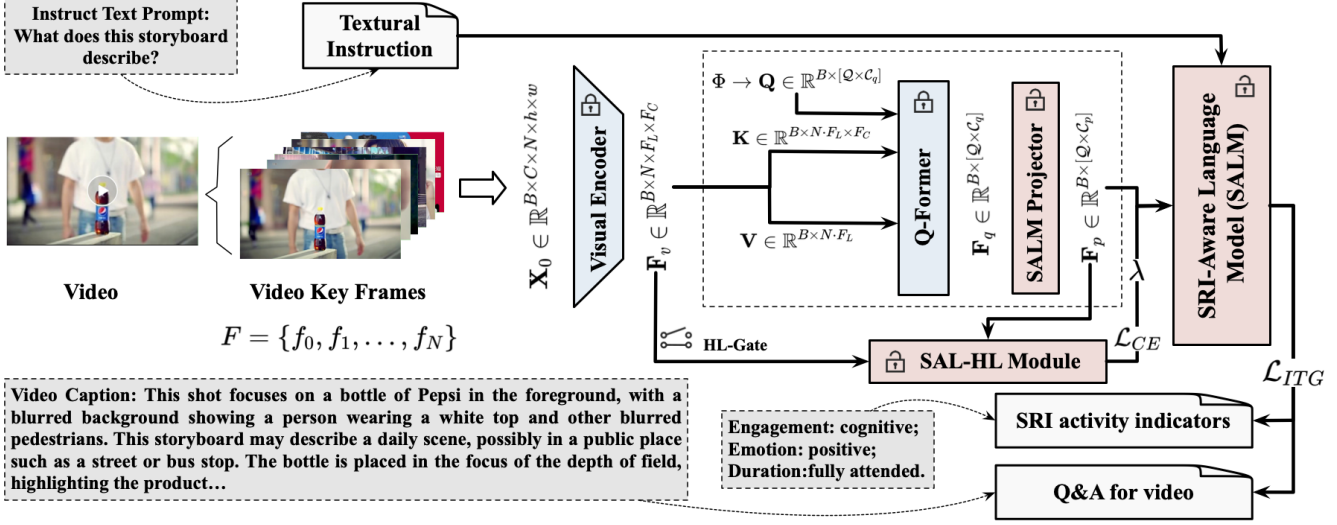 Instruct Text Prompt:
What does this storyboard
describe?
Textural
Instruction
Video
Video Key Frames
F = {f_0, f_1, . . . , f_N}
X_0 ∈ ℝ^{B×C×N×h×w}
Visual Encoder
F_v ∈ ℝ^{B×N×F_L×F_C}
Φ → Q ∈ ℝ^{B×[𝒬×𝒞_q]}
K ∈ ℝ^{B×N·F_L×F_C}
V ∈ ℝ^{B×N·F_L}
Q-Former
F_q ∈ ℝ^{B×[𝒬×𝒞_q]}
SALM Projector
F_p ∈ ℝ^{B×[𝒬×𝒞_p]}
λ
SRI-Aware Language
Model (SALM)
HL-Gate
SAL-HL Module
ℒ_{CE}
ℒ_{ITG}
Video Caption: This shot focuses on a bottle of Pepsi in the foreground, with a
blurred background showing a person wearing a white top and other blurred
pedestrians. This storyboard may describe a daily scene, possibly in a public place
such as a street or bus stop. The bottle is placed in the focus of the depth of field,
highlighting the product…
Engagement: cognitive;
Emotion: positive;
Duration:fully attended.
SRI activity indicators
Q&A for video